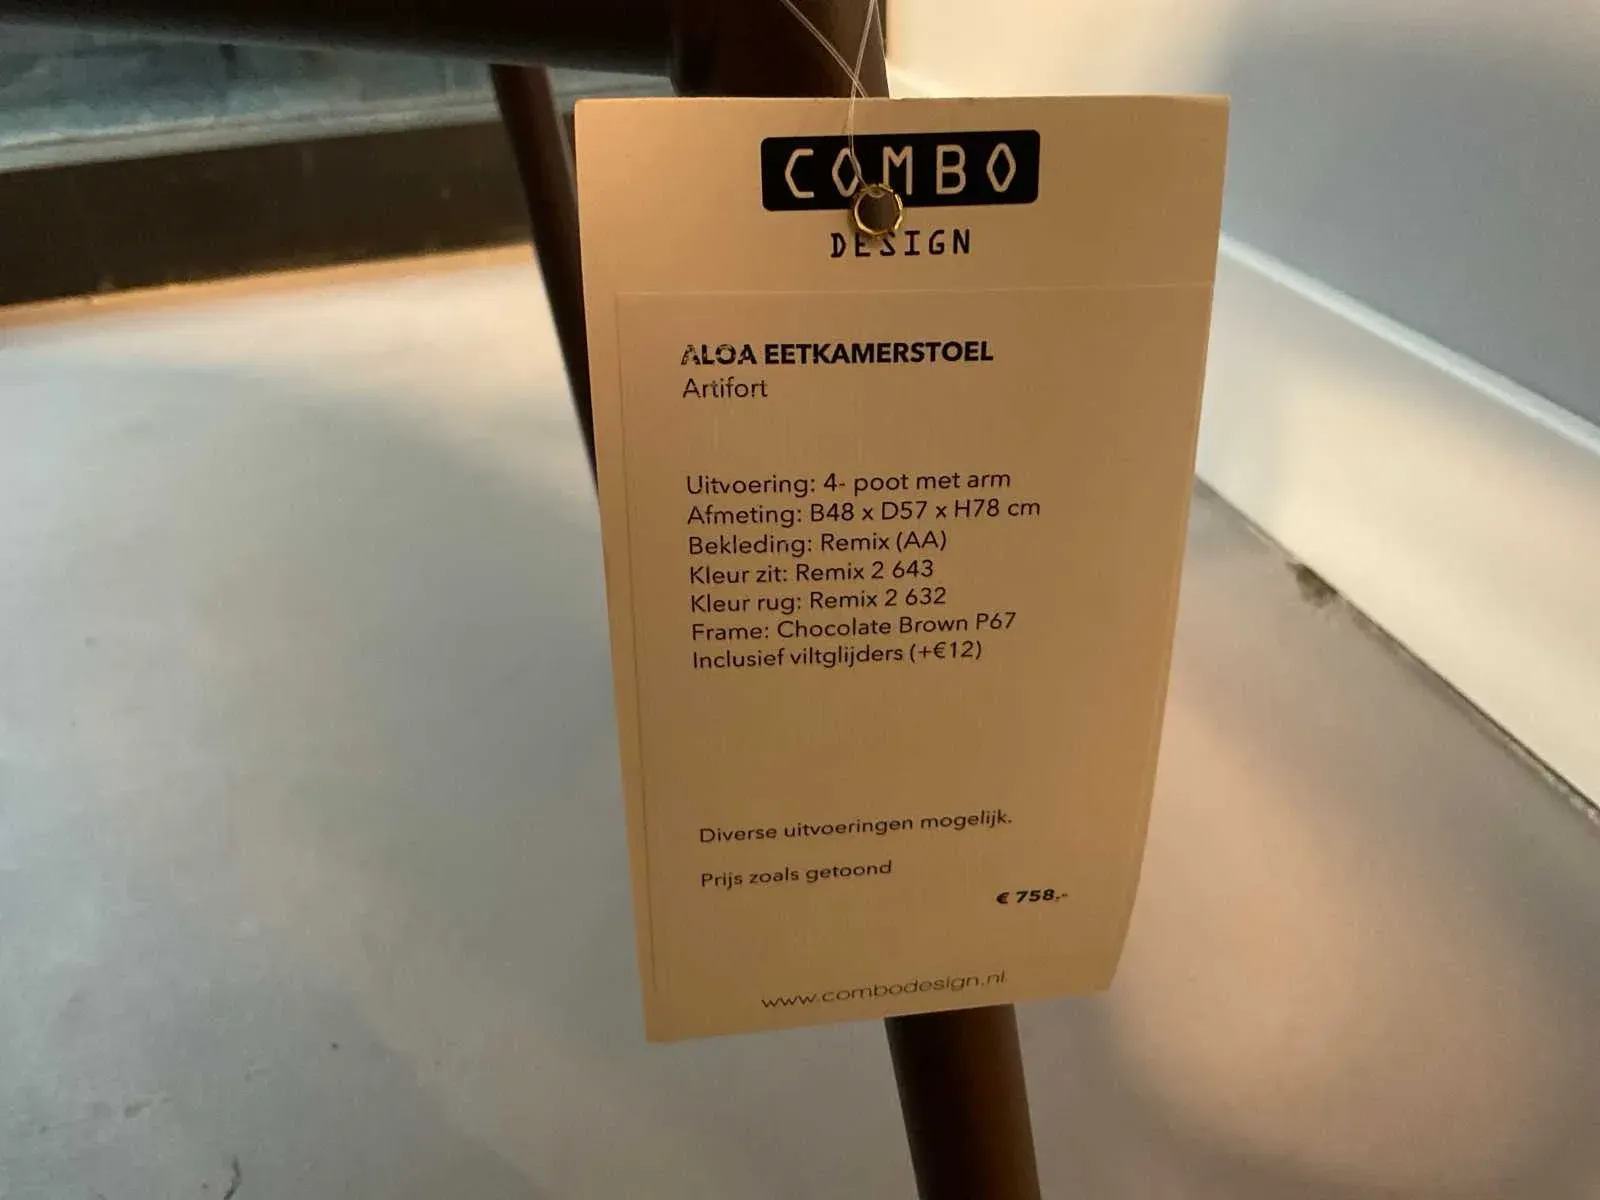 COMBO
DESIGN
ALOA EETKAMERSTOEL
Artifort
Uitvoering: 4- poot met arm
Afmeting: B48 x D57 x H78 cm
Bekleding: Remix (AA)
Kleur zit: Remix 2 643
Kleur rug: Remix 2 632
Frame: Chocolate Brown P67
Inclusief viltglijders (+€12)
Diverse uitvoeringen mogelijk.
Prijs zoals getoond
€ 758,-
www.combodesign.nl